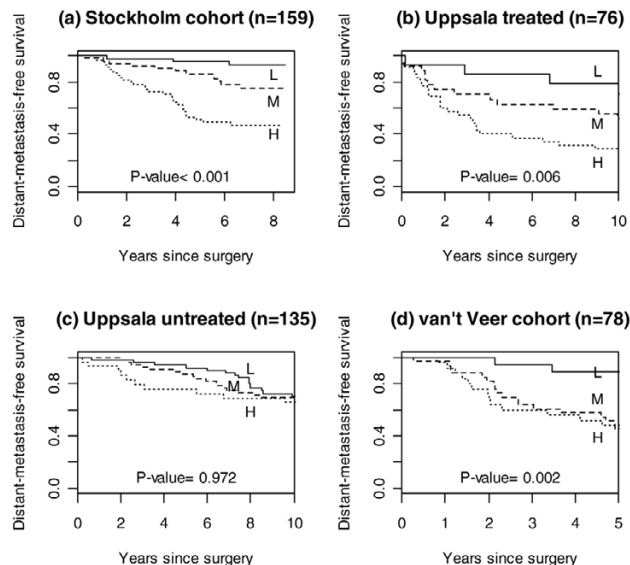 (a) Stockholm cohort (n=159)
Distant-metastasis-free survival
0.8
0.4
0.0
L
M
H
P-value< 0.001
0 2 4 6 8
Years since surgery
(b) Uppsala treated (n=76)
Distant-metastasis-free survival
0.8
0.4
0.0
L
M
H
P-value= 0.006
0 2 4 6 8 10
Years since surgery
(c) Uppsala untreated (n=135)
Distant-metastasis-free survival
0.8
0.4
0.0
L
M
H
P-value= 0.972
0 2 4 6 8 10
Years since surgery
(d) van't Veer cohort (n=78)
Distant-metastasis-free survival
0.8
0.4
0.0
L
M
H
P-value= 0.002
0 1 2 3 4 5
Years since surgery